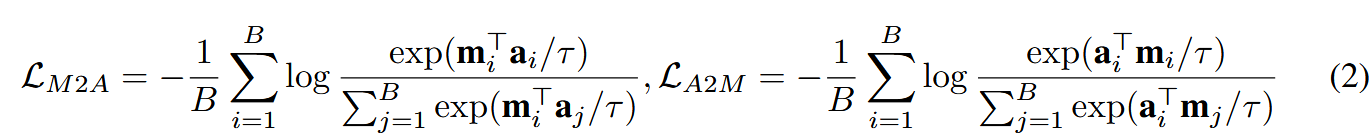 $\mathcal{L}_{M2A} = -\frac{1}{B} \sum_{i=1}^{B} \log \frac{\exp(\mathbf{m}_i^\top \mathbf{a}_i / \tau)}{\sum_{j=1}^{B} \exp(\mathbf{m}_i^\top \mathbf{a}_j / \tau)}, \mathcal{L}_{A2M} = -\frac{1}{B} \sum_{i=1}^{B} \log \frac{\exp(\mathbf{a}_i^\top \mathbf{m}_i / \tau)}{\sum_{j=1}^{B} \exp(\mathbf{a}_i^\top \mathbf{m}_j / \tau)} \quad (2)$